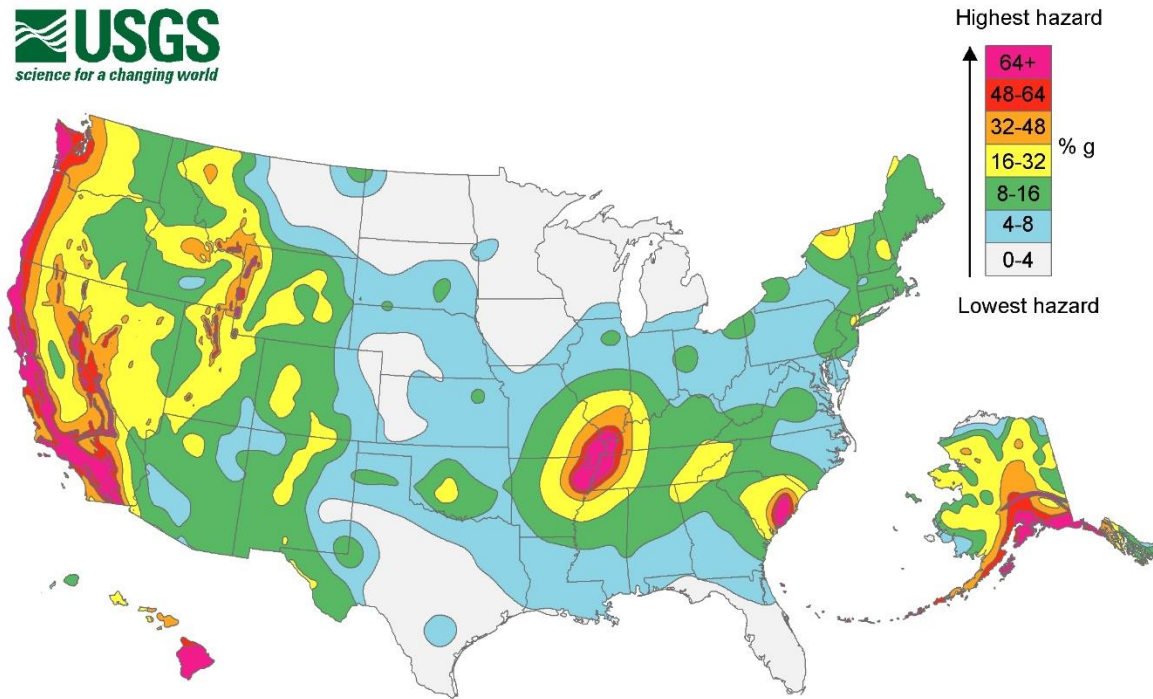 USGS
science for a changing world
Highest hazard
64+
48-64
32-48
16-32
8-16
4-8
0-4
% g
Lowest hazard